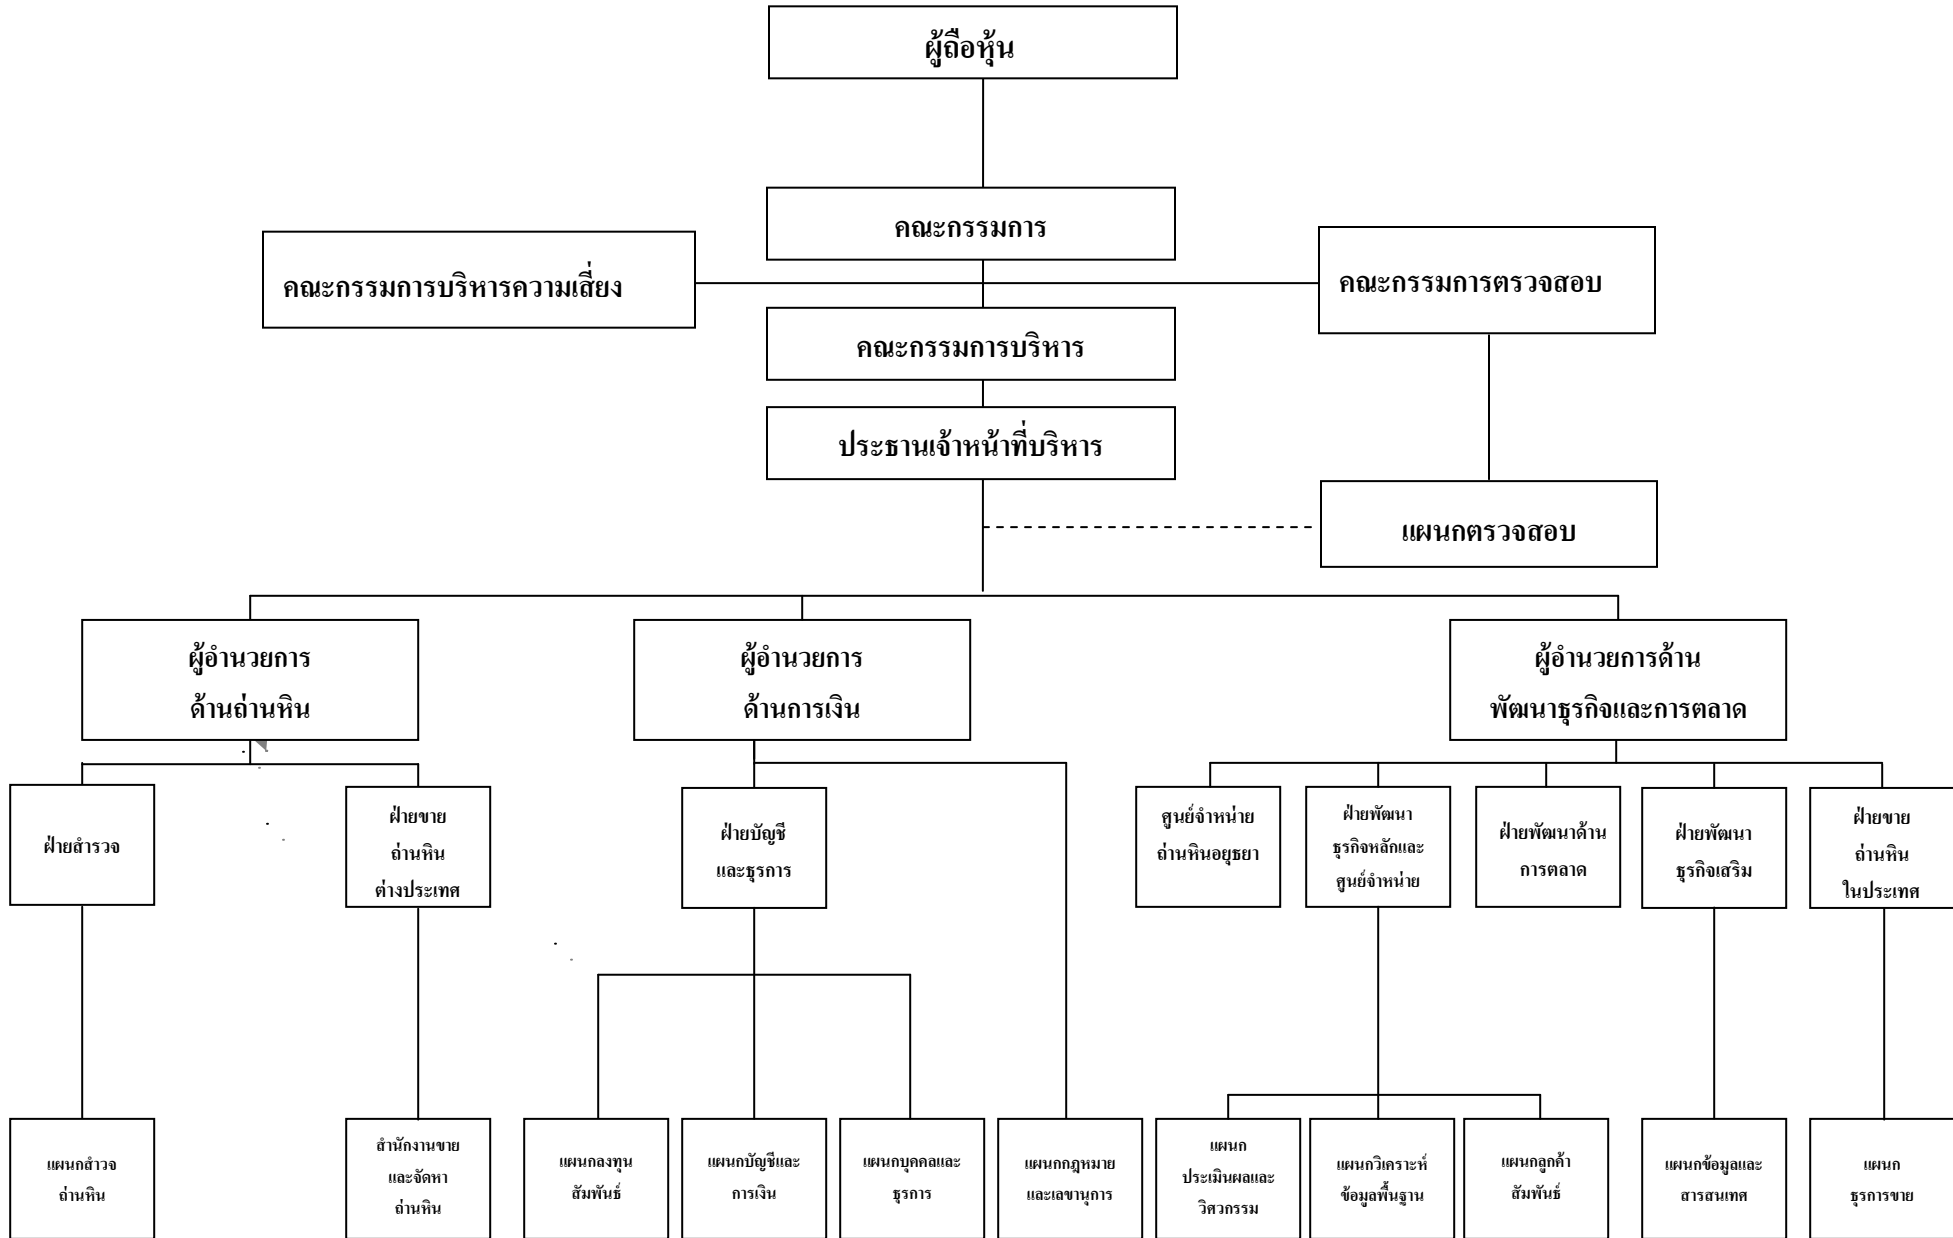 ผู้ถือหุ้น
คณะกรรมการ
คณะกรรมการบริหารความเสี่ยง
คณะกรรมการตรวจสอบ
คณะกรรมการบริหาร
ประธานเจ้าหน้าที่บริหาร
แผนกตรวจสอบ
ผู้อำนวยการ
ด้านถ่านหิน
ผู้อำนวยการ
ด้านการเงิน
ผู้อำนวยการด้าน
พัฒนาธุรกิจและการตลาด
ฝ่ายสำรวจ
ฝ่ายขาย
ถ่านหิน
ต่างประเทศ
ฝ่ายบัญชี
และธุรการ
ศูนย์จำหน่าย
ถ่านหินอยุธยา
ฝ่ายพัฒนา
ธุรกิจหลักและ
ศูนย์จำหน่าย
ฝ่ายพัฒนาด้าน
การตลาด
ฝ่ายพัฒนา
ธุรกิจเสริม
ฝ่ายขาย
ถ่านหิน
ในประเทศ
แผนกสำวจ
ถ่านหิน
สำนักงานขาย
และจัดหา
ถ่านหิน
แผนกลงทุน
สัมพันธ์
แผนกบัญชีและ
การเงิน
แผนกบุคคลและ
ธุรการ
แผนกกฎหมาย
และเลขานุการ
แผนก
ประเมินผลและ
วิศวกรรม
แผนกวิเคราะห์
ข้อมูลพื้นฐาน
แผนกลูกค้า
สัมพันธ์
แผนกข้อมูลและ
สารสนเทศ
แผนก
ธุรการขาย